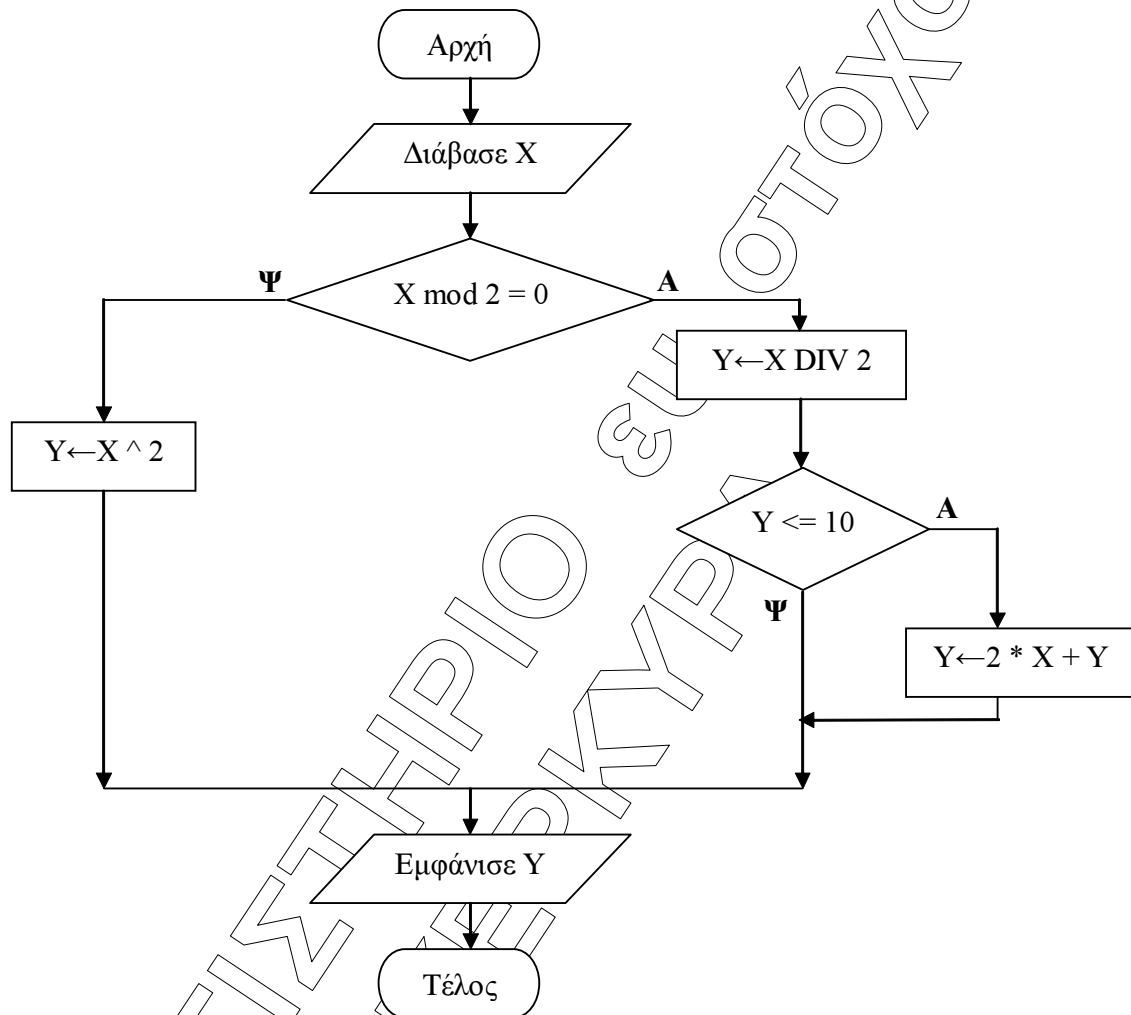 Αρχή
Διάβασε X
X mod 2 = 0
Ψ
Α
Y←X DIV 2
Y←X ^ 2
Y <= 10
Α
Ψ
Y←2 * X + Y
Εμφάνισε Y
Τέλος